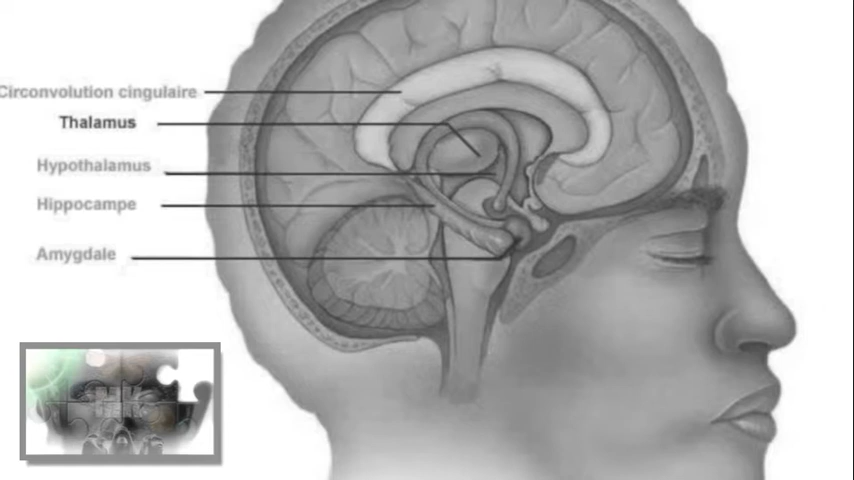 Circonvolution cingulaire
Thalamus
Hypothalamus
Hippocampe
Amygdale